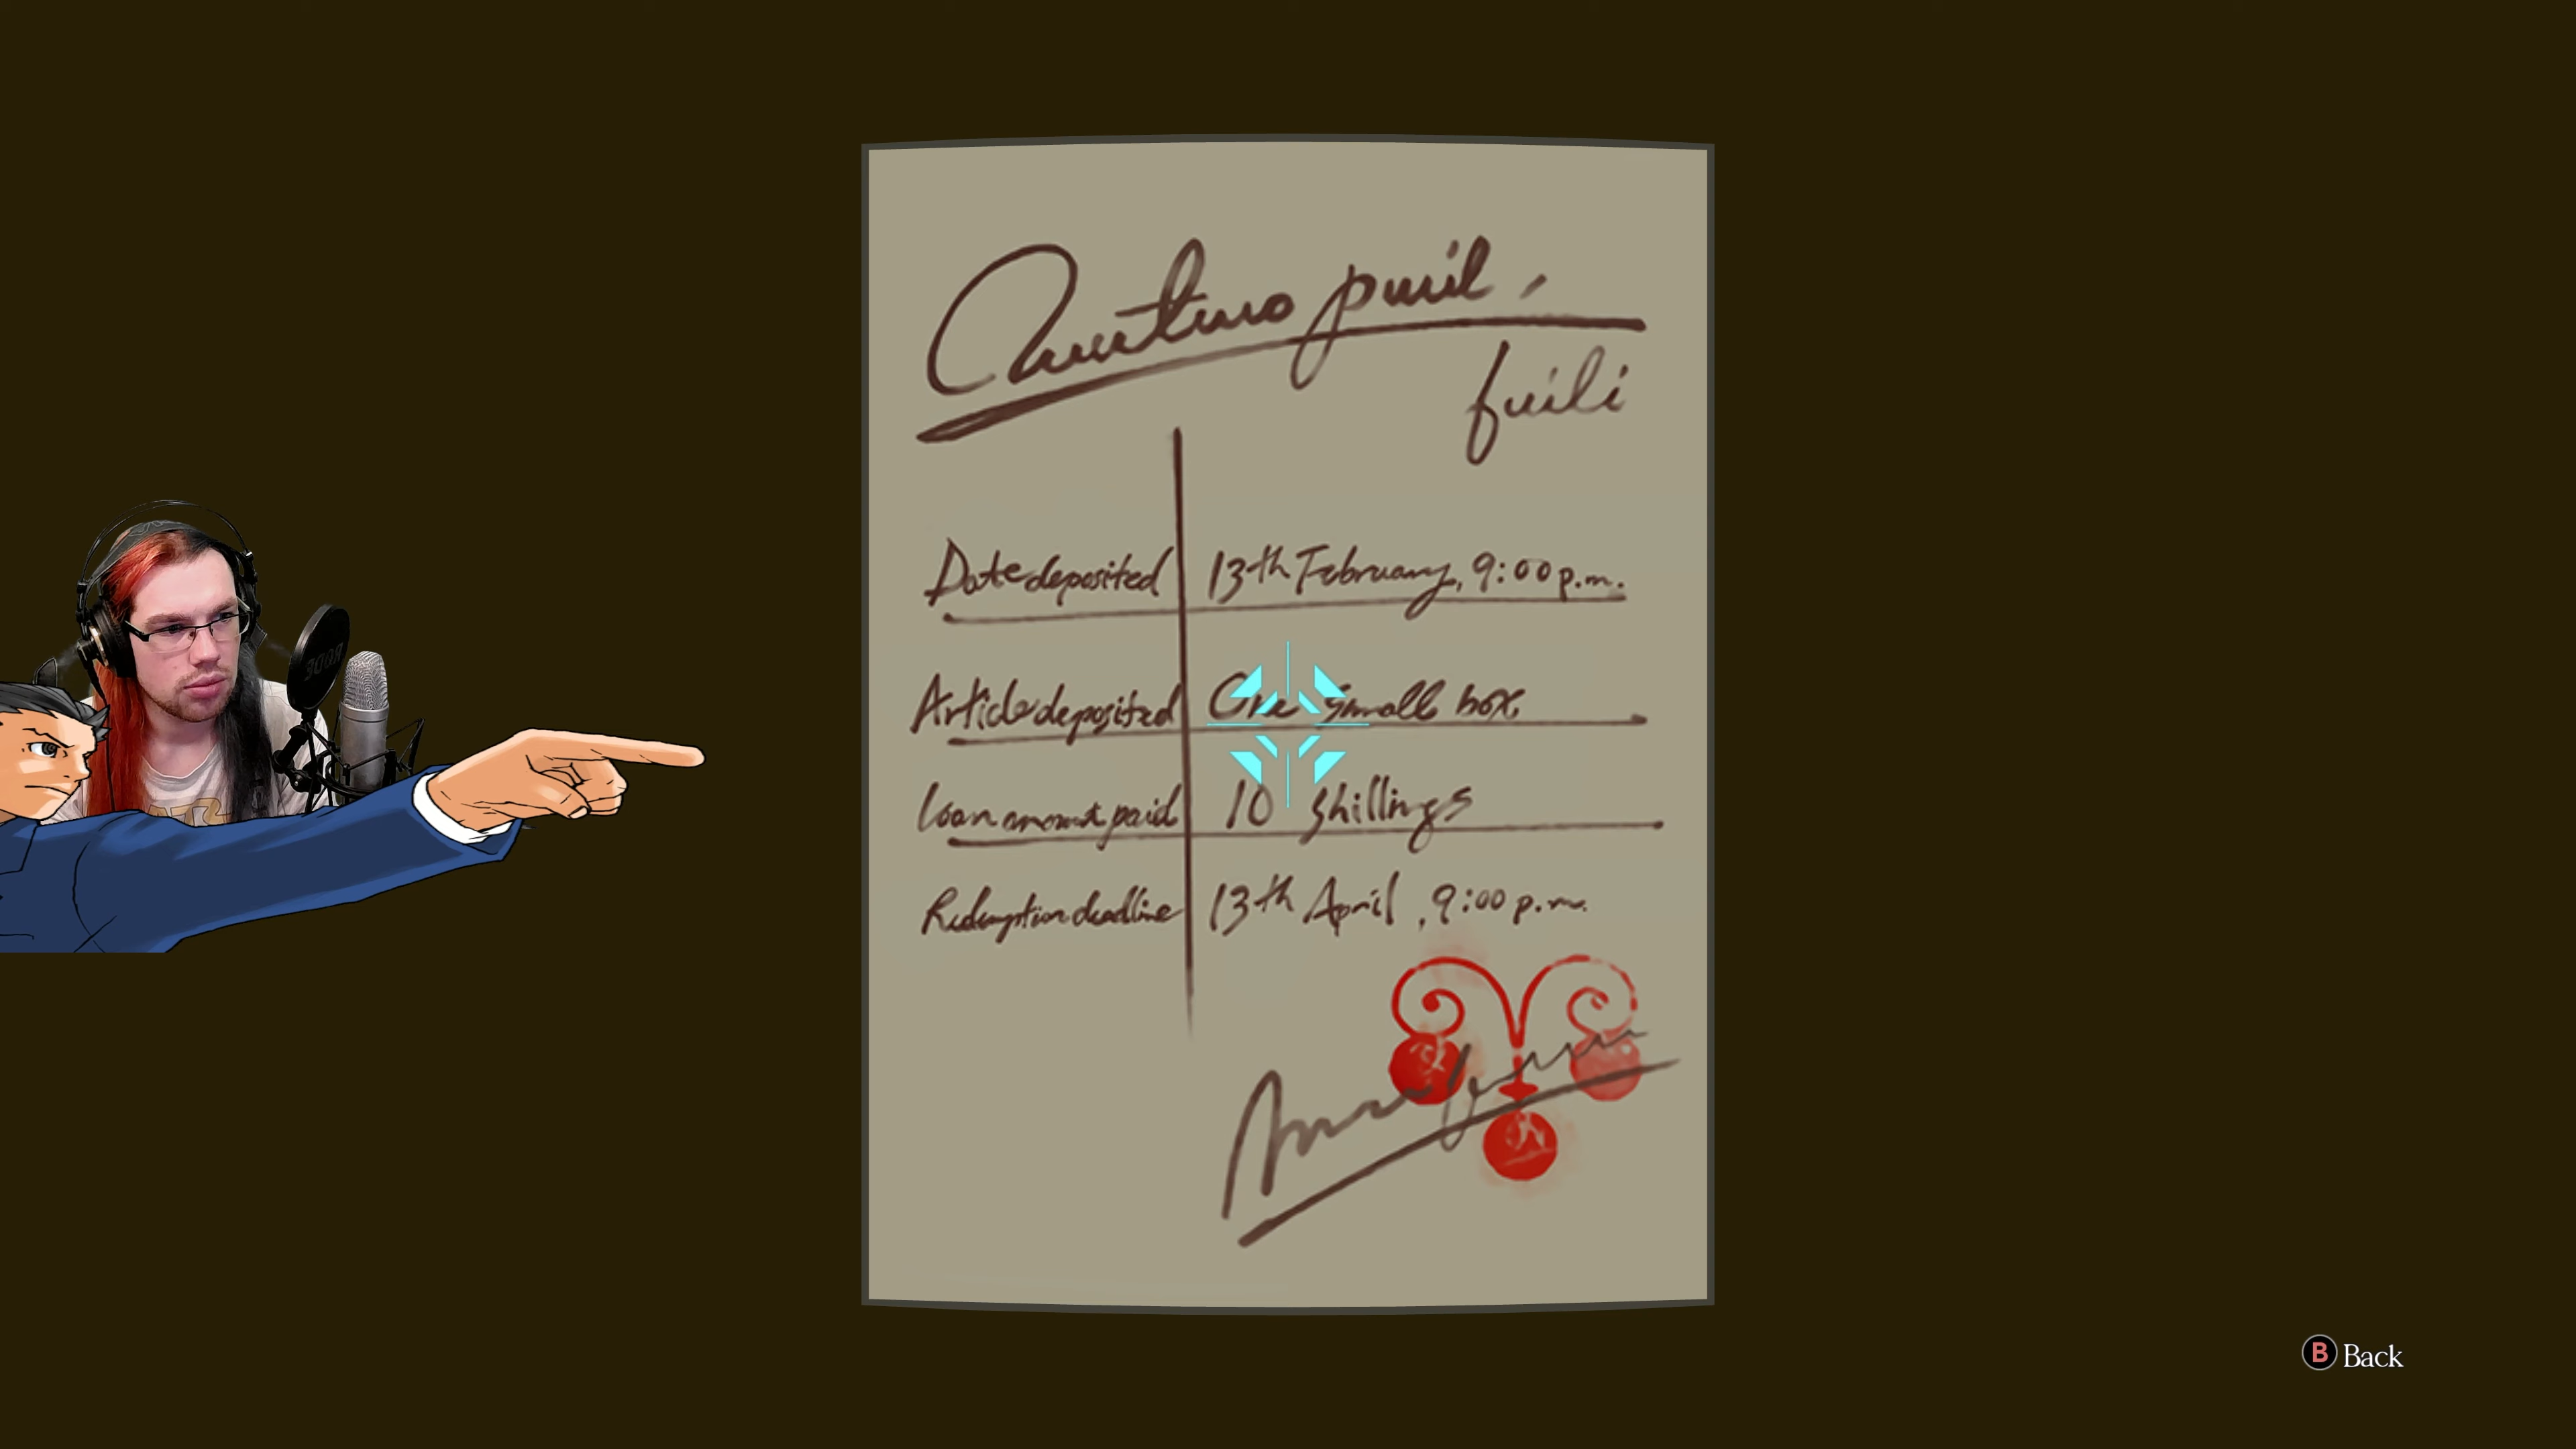 Date deposited 13th February, 9:00 p.m.
Article deposited One small box
Loan amount paid 10 shillings
Redemption deadline 13th April, 9:00 p.m.
RODE
B Back